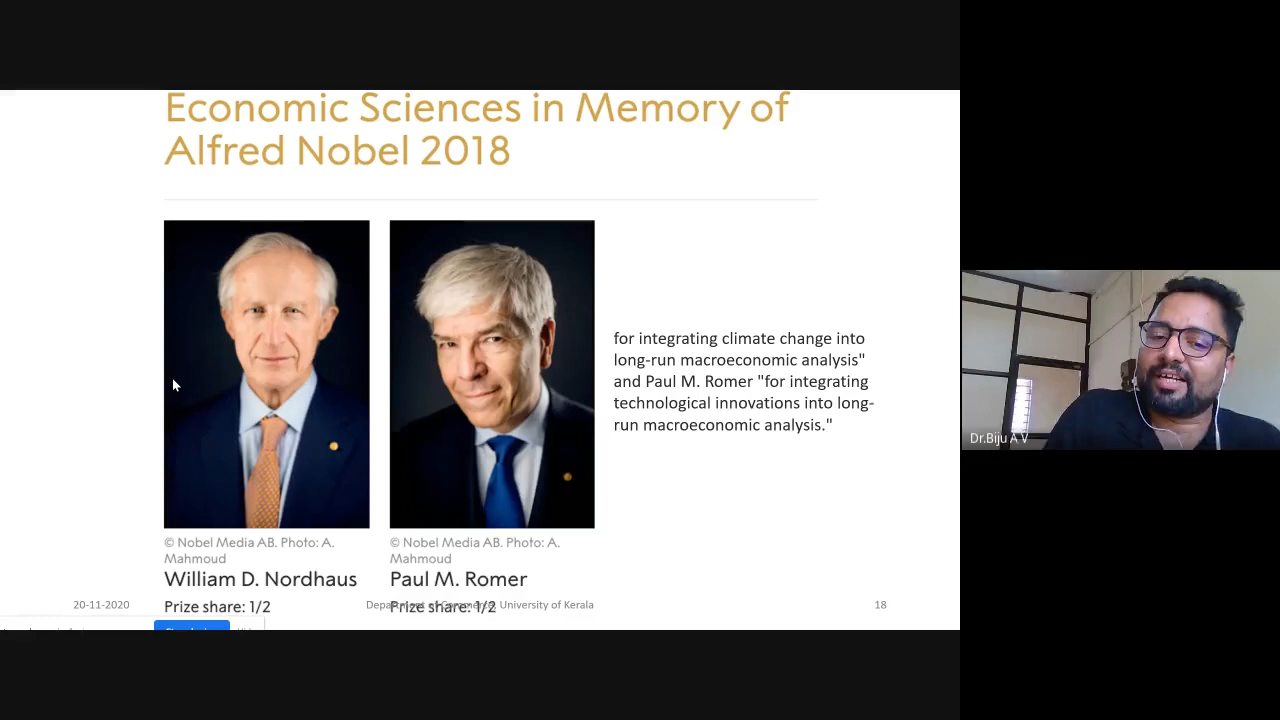 Economic Sciences in Memory of
Alfred Nobel 2018
for integrating climate change into
long-run macroeconomic analysis"
and Paul M. Romer "for integrating
technological innovations into long-
run macroeconomic analysis."
Dr.Biju A V
© Nobel Media AB. Photo: A.
Mahmoud
William D. Nordhaus
Prize share: 1/2
© Nobel Media AB. Photo: A.
Mahmoud
Paul M. Romer
Prize share: 1/2
20-11-2020
Department of Commerce, University of Kerala
18